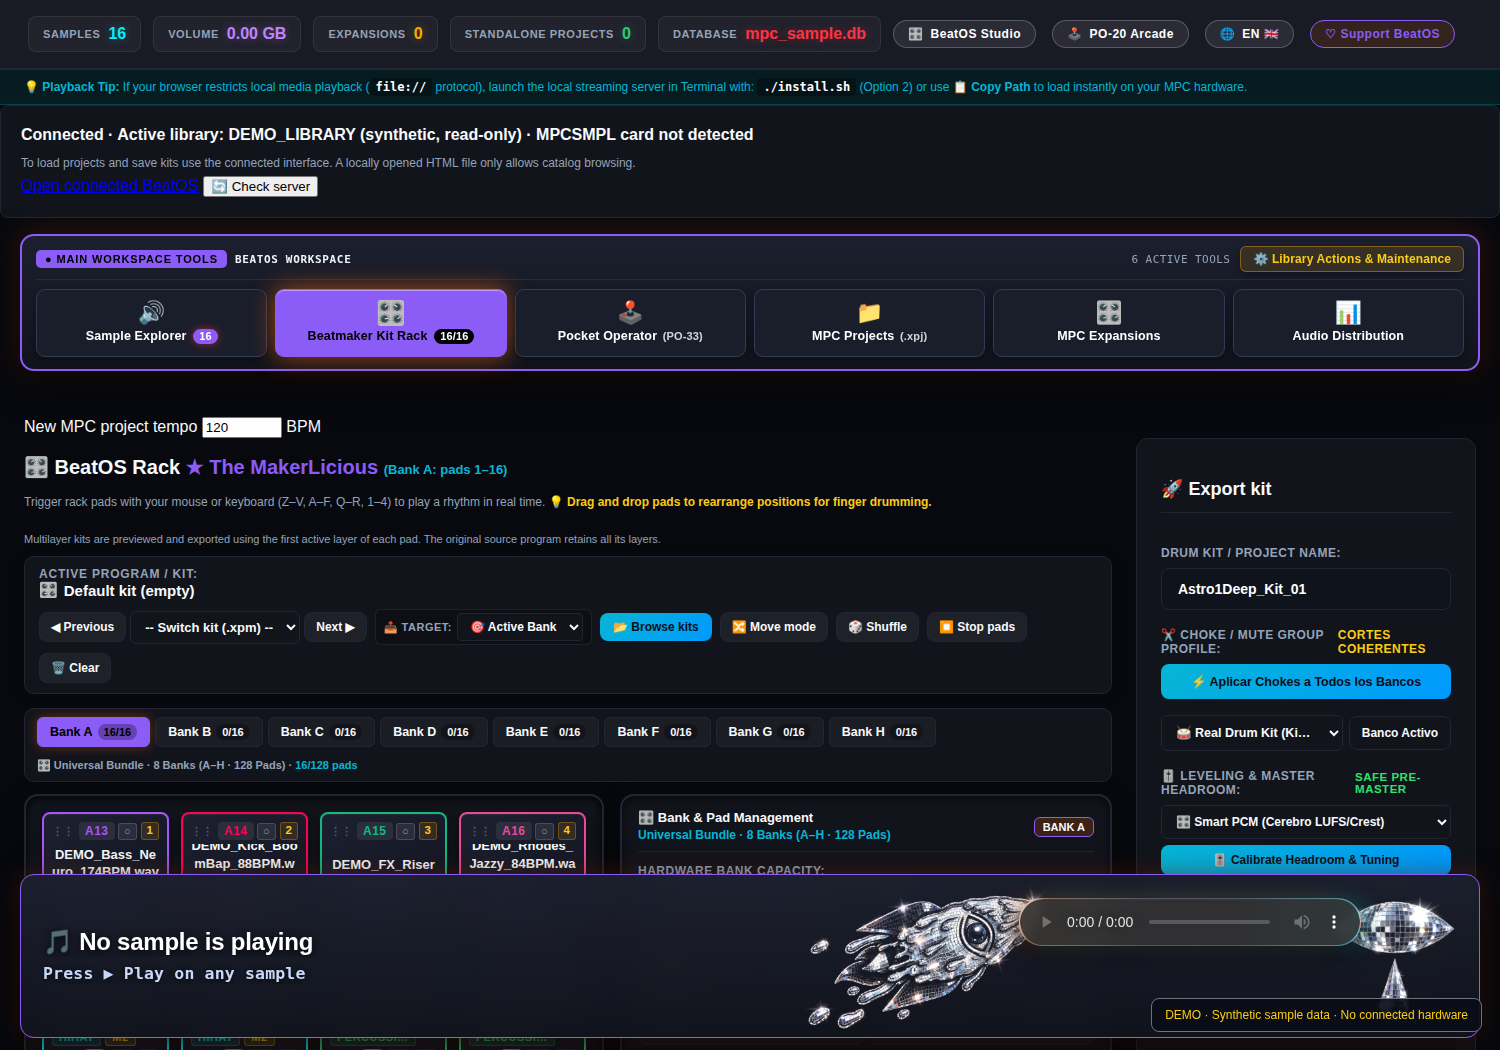 SAMPLES 16
VOLUME 0.00 GB
EXPANSIONS 0
STANDALONE PROJECTS 0
DATABASE mpc_sample.db
🎛️ BeatOS Studio
🕹️ PO-20 Arcade
🌐 EN 🇬🇧
♡ Support BeatOS
💡 Playback Tip: If your browser restricts local media playback ( file:// protocol), launch the local streaming server in Terminal with: ./install.sh (Option 2) or use 📋 Copy Path to load instantly on your MPC hardware.
Connected · Active library: DEMO_LIBRARY (synthetic, read-only) · MPCSMPL card not detected
To load projects and save kits use the connected interface. A locally opened HTML file only allows catalog browsing.
Open connected BeatOS 🔄 Check server
● MAIN WORKSPACE TOOLS BEATOS WORKSPACE
6 ACTIVE TOOLS ⚙️ Library Actions & Maintenance
🔊 Sample Explorer 16
🎛️ Beatmaker Kit Rack 16/16
🕹️ Pocket Operator (PO-33)
📁 MPC Projects (.xpj)
🎛️ MPC Expansions
📊 Audio Distribution
New MPC project tempo 120 BPM
🎛️ BeatOS Rack ★ The MakerLicious (Bank A: pads 1–16)
Trigger rack pads with your mouse or keyboard (Z–V, A–F, Q–R, 1–4) to play a rhythm in real time. 💡 Drag and drop pads to rearrange positions for finger drumming.
Multilayer kits are previewed and exported using the first active layer of each pad. The original source program retains all its layers.
ACTIVE PROGRAM / KIT:
🎛️ Default kit (empty)
◀ Previous -- Switch kit (.xpm) -- Next ▶ 📥 TARGET: 🎯 Active Bank 📂 Browse kits 🔀 Move mode 🎲 Shuffle ⏹️ Stop pads
🗑️ Clear
Bank A 16/16 Bank B 0/16 Bank C 0/16 Bank D 0/16 Bank E 0/16 Bank F 0/16 Bank G 0/16 Bank H 0/16
🎛️ Universal Bundle · 8 Banks (A–H · 128 Pads) · 16/128 pads
A13 ○ 1
DEMO_Bass_Ne
uro_174BPM.wav
A14 ○ 2
DEMO_Kick_Boo
mBap_88BPM.w
A15 ○ 3
DEMO_FX_Riser
A16 ○ 4
DEMO_Rhodes_
Jazzy_84BPM.wa
🎛️ Bank & Pad Management
Universal Bundle · 8 Banks (A–H · 128 Pads)
BANK A
HARDWARE BANK CAPACITY:
🚀 Export kit
DRUM KIT / PROJECT NAME:
Astro1Deep_Kit_01
✂️ CHOKE / MUTE GROUP
PROFILE:
CORTES
COHERENTES
⚡ Aplicar Chokes a Todos los Bancos
🥁 Real Drum Kit (Ki... Banco Activo
🎚️ LEVELING & MASTER
HEADROOM:
SAFE PRE-
MASTER
🎛️ Smart PCM (Cerebro LUFS/Crest)
🎚️ Calibrate Headroom & Tuning
🎵 No sample is playing
Press ▶ Play on any sample
0:00 / 0:00
DEMO · Synthetic sample data · No connected hardware